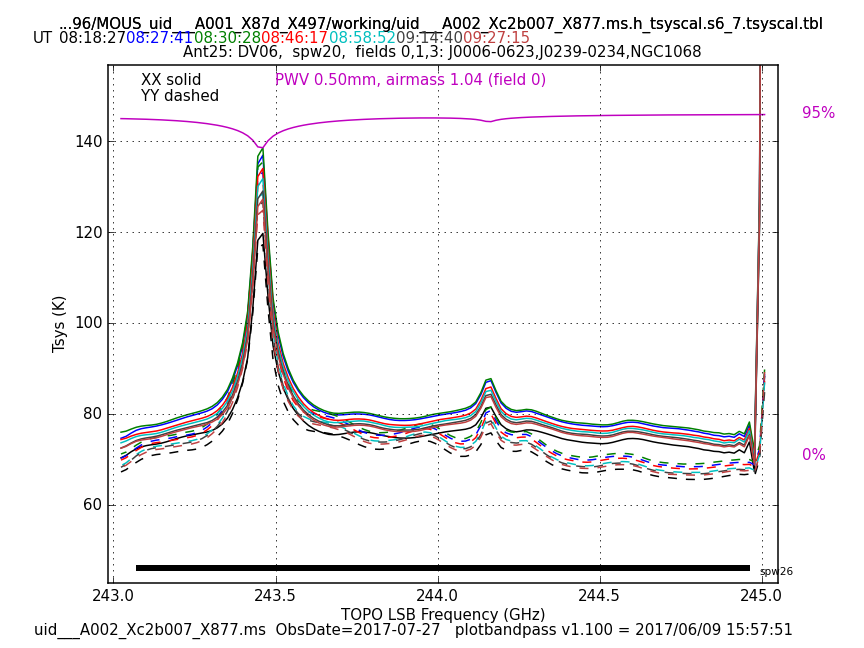 ...96/MOUS_uid___A001_X87d_X497/working/uid___A002_Xc2b007_X877.ms.h_tsyscal.s6_7.tsyscal.tbl
UT 08:18:27 08:27:41 08:30:28 08:46:17 08:58:52 09:14:40 09:27:15
Ant25: DV06, spw20, fields 0,1,3: J0006-0623,J0239-0234,NGC1068
XX solid
PWV 0.50mm, airmass 1.04 (field 0)
YY dashed
95%
140
120
100
80
60
Tsys (K)
0%
spw26
243.0 243.5 244.0 244.5 245.0
TOPO LSB Frequency (GHz)
uid___A002_Xc2b007_X877.ms ObsDate=2017-07-27 plotbandpass v1.100 = 2017/06/09 15:57:51